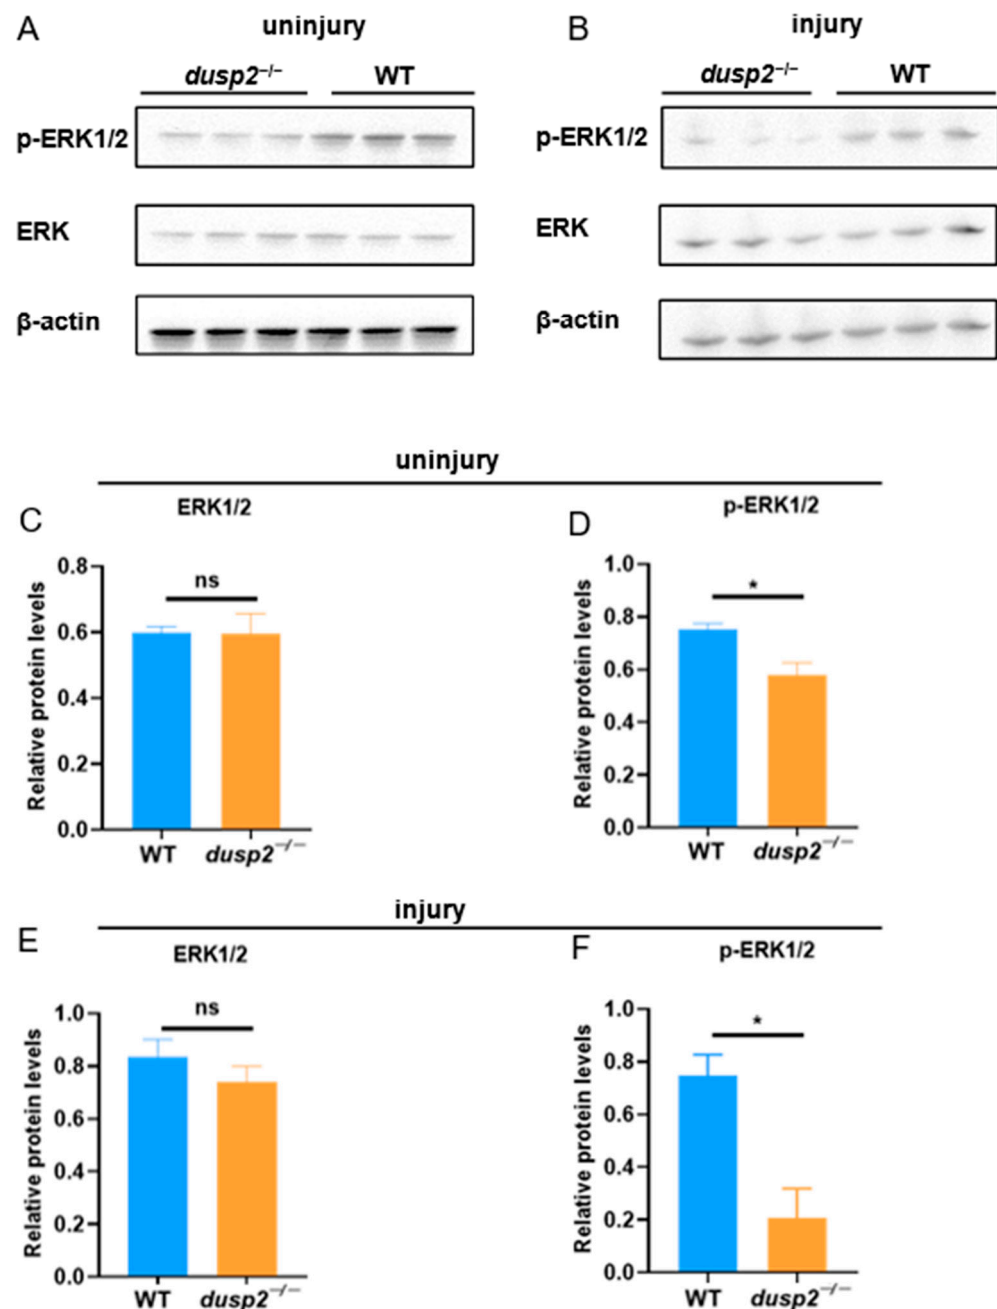 A
uninjury
dusp2−/−
WT
p-ERK1/2
ERK
β-actin
B
injury
dusp2−/−
WT
p-ERK1/2
ERK
β-actin
uninjury
C
ERK1/2
Relative protein levels
0.8
0.6
0.4
0.2
0.0
ns
WT
dusp2−/−
D
p-ERK1/2
Relative protein levels
1.0
0.8
0.6
0.4
0.2
0.0
*
WT
dusp2−/−
injury
E
ERK1/2
Relative protein levels
1.0
0.8
0.6
0.4
0.2
0.0
ns
WT
dusp2−/−
F
p-ERK1/2
Relative protein levels
1.0
0.8
0.6
0.4
0.2
0.0
*
WT
dusp2−/−